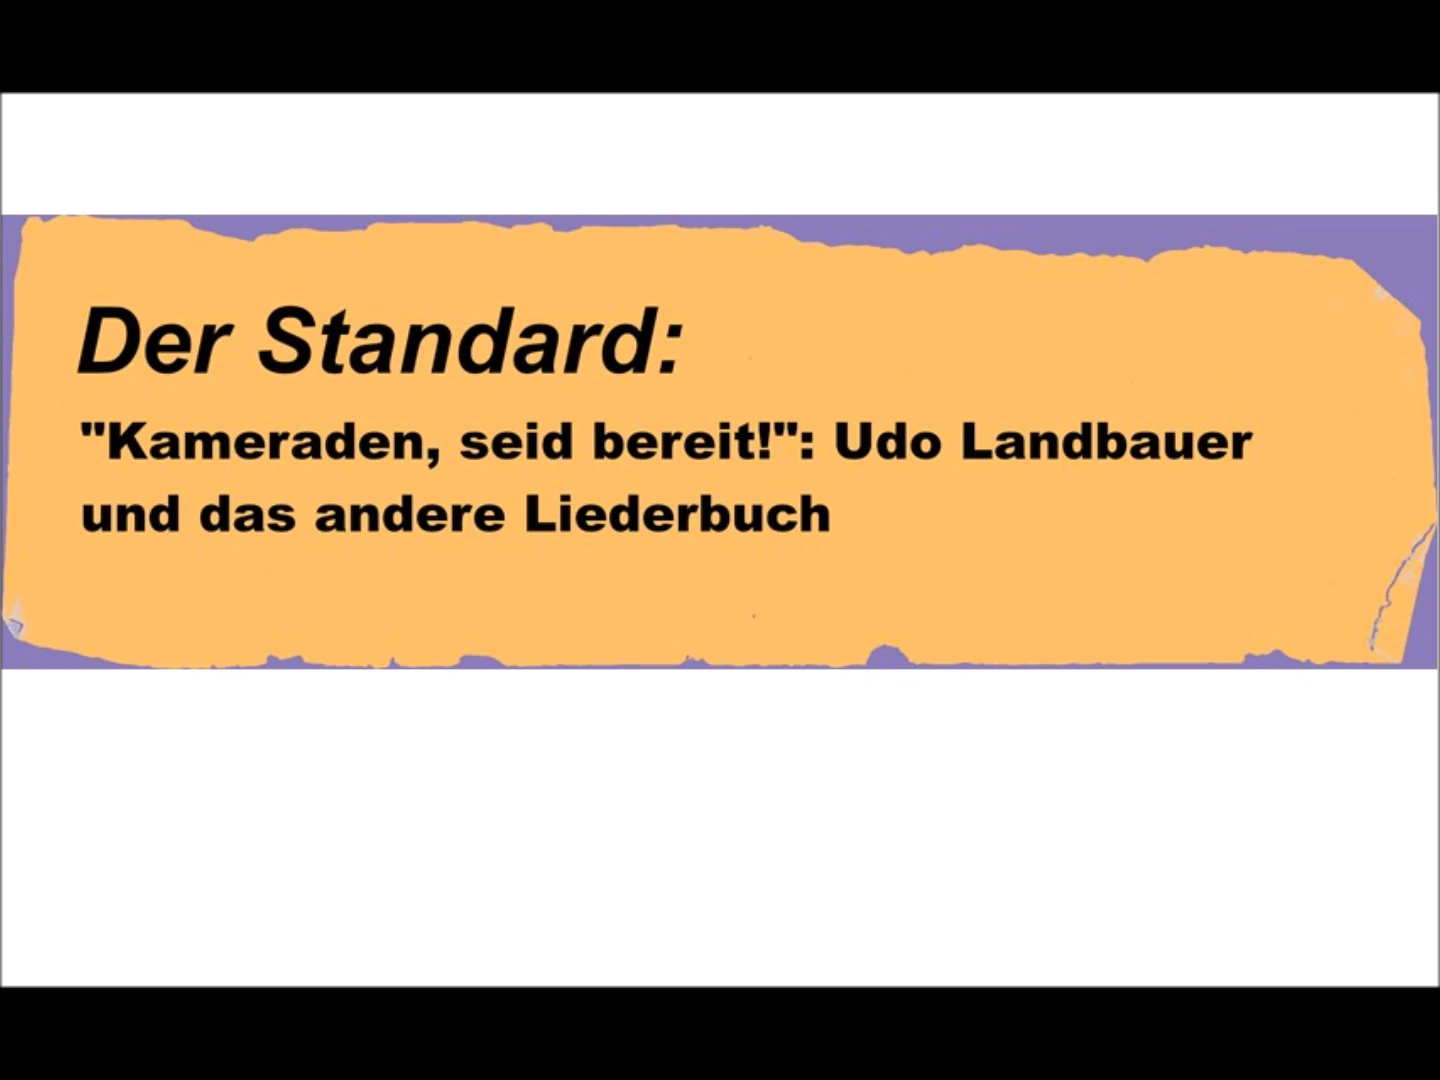 Der Standard:
"Kameraden, seid bereit!": Udo Landbauer
und das andere Liederbuch